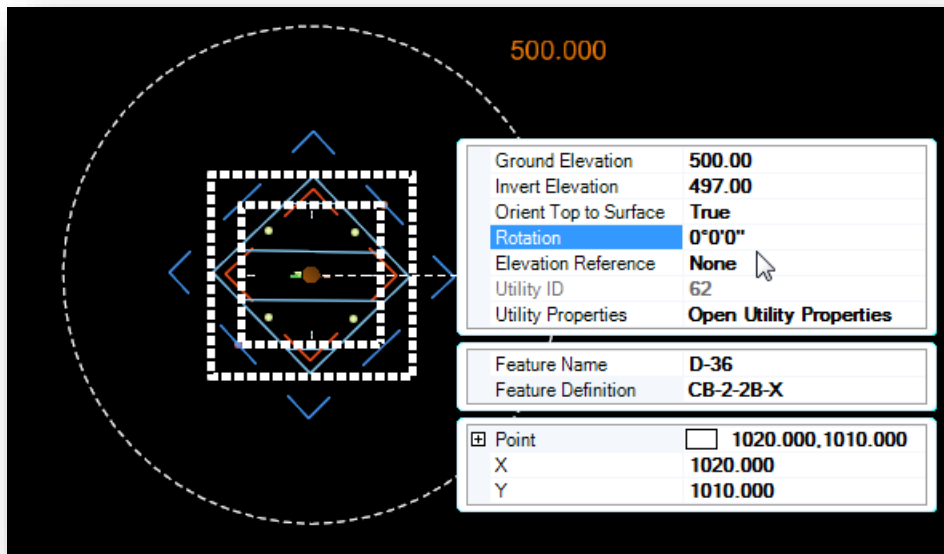 500.000
Ground Elevation 500.00
Invert Elevation 497.00
Orient Top to Surface True
Rotation 0°0'0"
Elevation Reference None
Utility ID 62
Utility Properties Open Utility Properties
Feature Name D-36
Feature Definition CB-2-2B-X
Point 1020.000,1010.000
X 1020.000
Y 1010.000